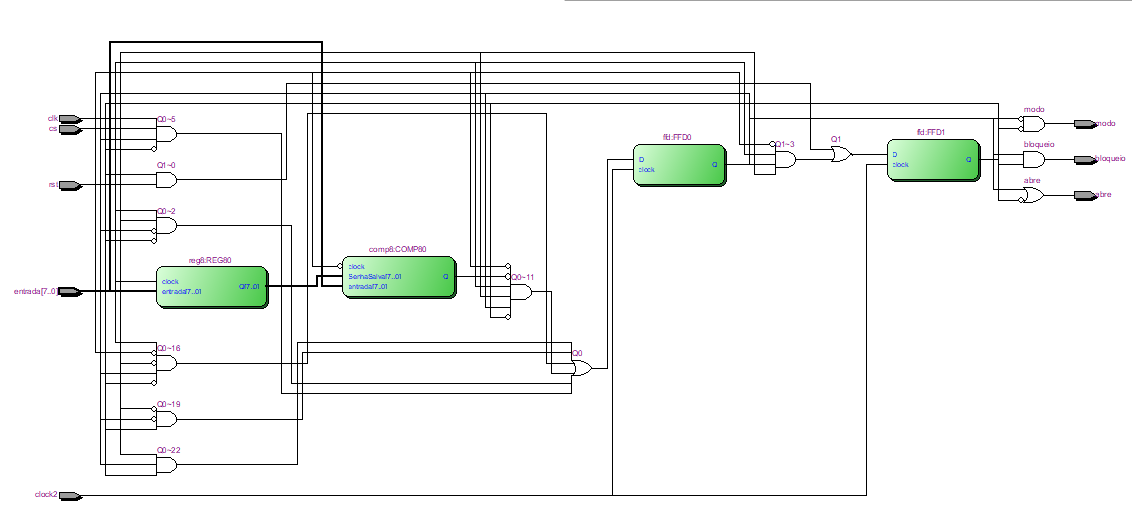 clk
cs
rst
entrada[7..0]
clock2
Q0~5
Q1~0
Q0~2
reg8:REG80
clock
entrada[7..0]
Q[7..0]
Q0~16
Q0~19
Q0~22
comp8:COMP80
clock
SenhaSalva[7..0]
entrada[7..0]
Q
Q0~11
Q0
ffd:FFD0
D
clock
Q
Q1~3
Q1
ffd:FFD1
D
clock
Q
modo
modo
bloqueio
bloqueio
abre
abre